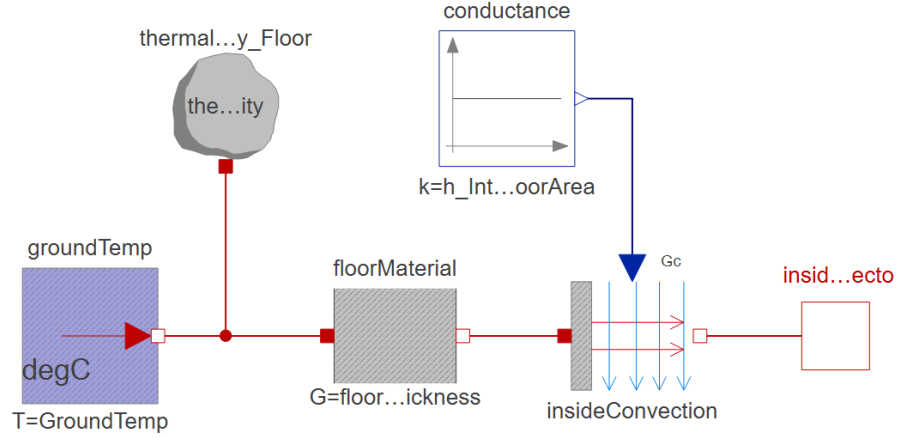 conductance
thermal...y_Floor
the...ity
k=h_Int...oorArea
groundTemp
floorMaterial
Gc
insid...ecto
degC
G=floor...ickness
insideConvection
T=GroundTemp